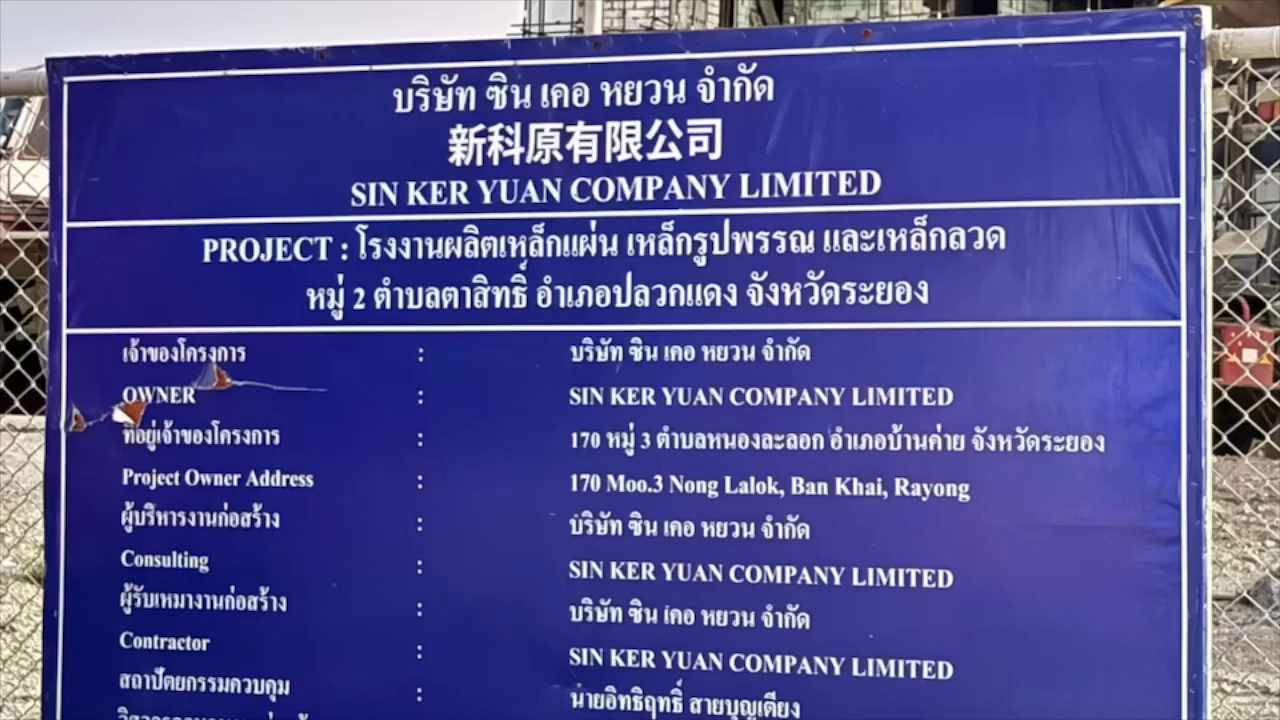 บริษัท ซิน เคอ หยวน จำกัด
新科原有限公司
SIN KER YUAN COMPANY LIMITED
PROJECT : โรงงานผลิตเหล็กแผ่น เหล็กรูปพรรณ และเหล็กลวด
หมู่ 2 ตำบลตาสิทธิ์ อำเภอปลวกแดง จังหวัดระยอง
เจ้าของโครงการ : บริษัท ซิน เคอ หยวน จำกัด
OWNER : SIN KER YUAN COMPANY LIMITED
ที่อยู่เจ้าของโครงการ : 170 หมู่ 3 ตำบลหนองละลอก อำเภอบ้านค่าย จังหวัดระยอง
Project Owner Address : 170 Moo.3 Nong Lalok, Ban Khai, Rayong
ผู้บริหารงานก่อสร้าง : บริษัท ซิน เคอ หยวน จำกัด
Consulting : SIN KER YUAN COMPANY LIMITED
ผู้รับเหมางานก่อสร้าง : บริษัท ซิน เคอ หยวน จำกัด
Contractor : SIN KER YUAN COMPANY LIMITED
สถาปัตยกรรมควบคุม : นายอิทธิฤทธิ์ สายบุญเตียง